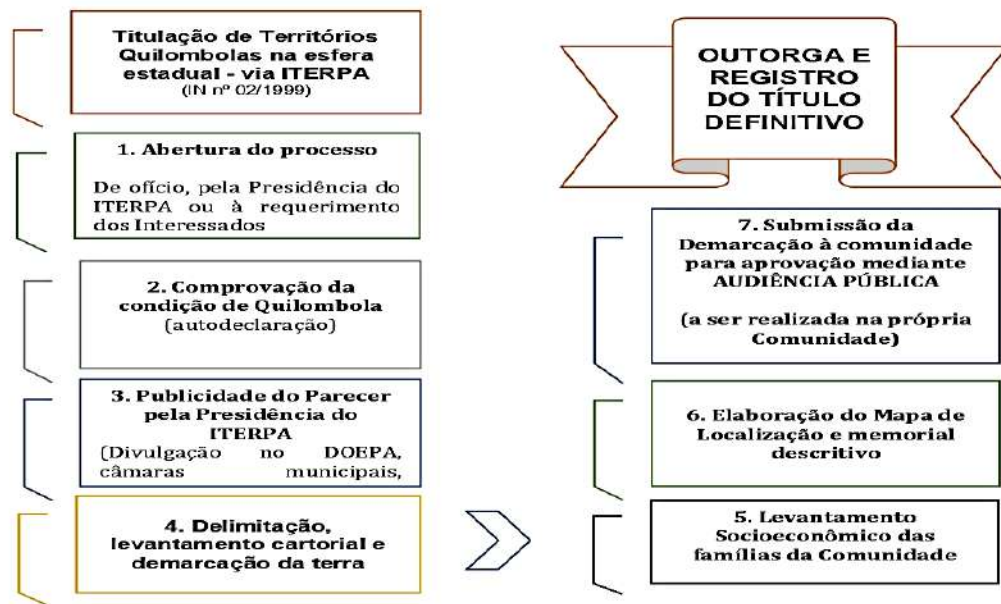 Titulação de Territórios
Quilombolas na esfera
estadual - via ITERPA
(IN nº 02/1999)
1. Abertura do processo
De ofício, pela Presidência do
ITERPA ou à requerimento
dos Interessados
2. Comprovação da
condição de Quilombola
(autodeclaração)
3. Publicidade do Parecer
pela Presidência do
ITERPA
(Divulgação no DOEPA,
câmaras municipais,
4. Delimitação,
levantamento cartorial e
demarcação da terra
5. Levantamento
Socioeconômico das
famílias da Comunidade
6. Elaboração do Mapa de
Localização e memorial
descritivo
7. Submissão da
Demarcação à comunidade
para aprovação mediante
AUDIÊNCIA PÚBLICA
(a ser realizada na própria
Comunidade)
OUTORGA E
REGISTRO
DO TÍTULO
DEFINITIVO